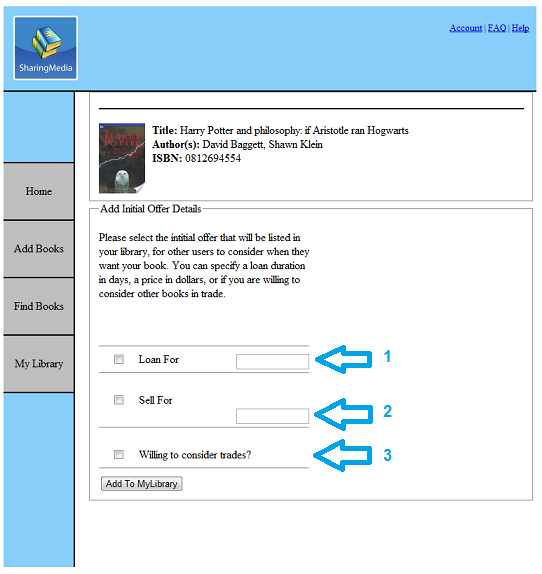 Account | FAQ | Help
SharingMedia
Title: Harry Potter and philosophy: if Aristotle ran Hogwarts
Author(s): David Baggett, Shawn Klein
ISBN: 0812694554
HARRY
POTTER
Home
Add Books
Find Books
My Library
Add Initial Offer Details
Please select the intitial offer that will be listed in
your library, for other users to consider when they
want your book. You can specify a loan duration
in days, a price in dollars, or if you are willing to
consider other books in trade.
Loan For
1
Sell For
2
Willing to consider trades?
3
Add To MyLibrary